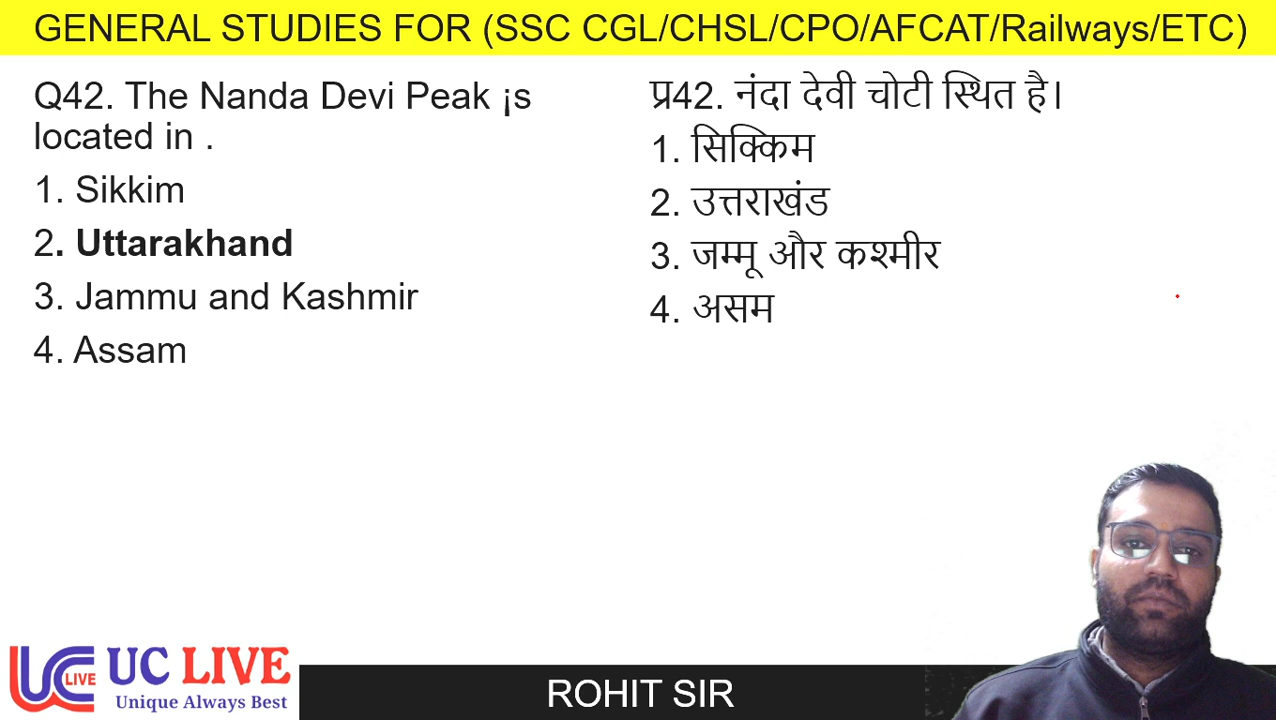 GENERAL STUDIES FOR (SSC CGL/CHSL/CPO/AFCAT/Railways/ETC)
Q42. The Nanda Devi Peak ¡s
located in .
1. Sikkim
2. Uttarakhand
3. Jammu and Kashmir
4. Assam
प्र42. नंदा देवी चोटी स्थित है।
1. सिक्किम
2. उत्तराखंड
3. जम्मू और कश्मीर
4. असम
UC LIVE
LIVE
Unique Always Best
ROHIT SIR